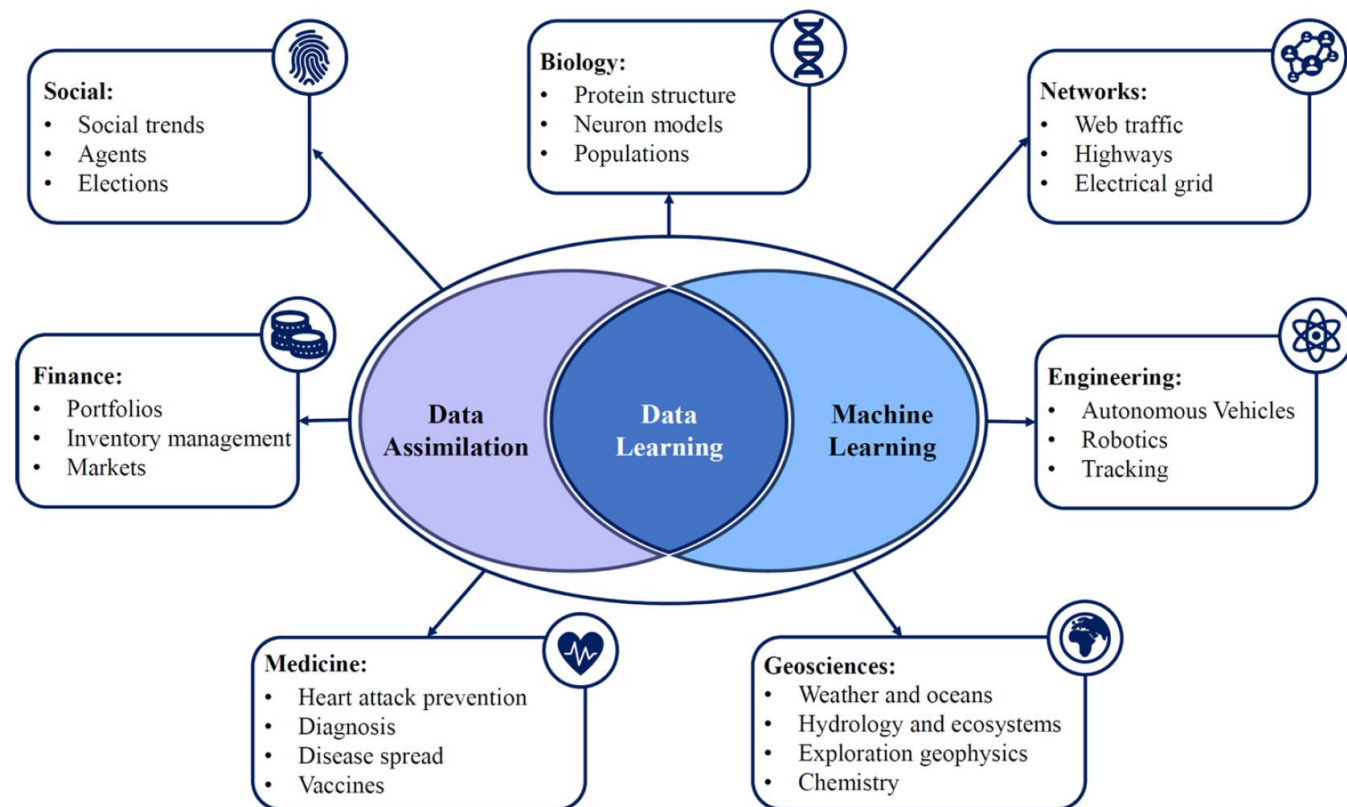 Social:
• Social trends
• Agents
• Elections
Biology:
• Protein structure
• Neuron models
• Populations
Networks:
• Web traffic
• Highways
• Electrical grid
Finance:
• Portfolios
• Inventory management
• Markets
Data
Assimilation
Data
Learning
Machine
Learning
Engineering:
• Autonomous Vehicles
• Robotics
• Tracking
Medicine:
• Heart attack prevention
• Diagnosis
• Disease spread
• Vaccines
Geosciences:
• Weather and oceans
• Hydrology and ecosystems
• Exploration geophysics
• Chemistry